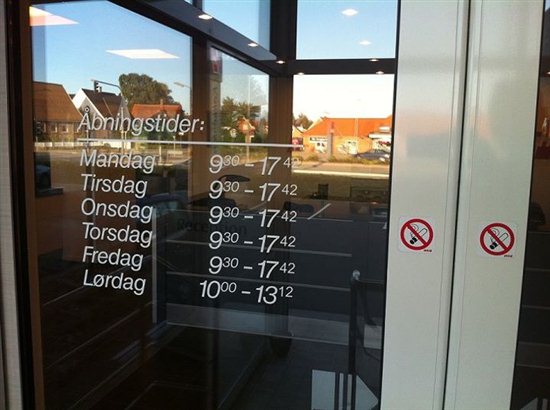 Åbningstider:
Mandag 9³⁰ - 17⁴²
Tirsdag 9³⁰ - 17⁴²
Onsdag 9³⁰ - 17⁴²
Torsdag 9³⁰ - 17⁴²
Fredag 9³⁰ - 17⁴²
Lørdag 10⁰⁰ - 13¹²